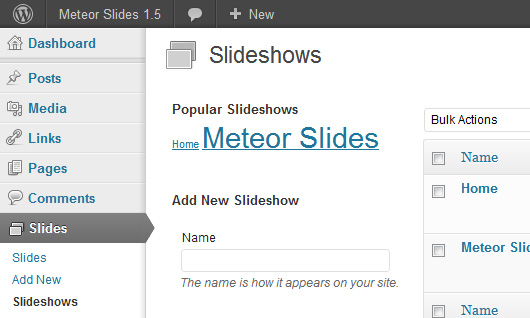 Meteor Slides 1.5
+ New
Dashboard
Posts
Media
Links
Pages
Comments
Slides
Slides
Add New
Slideshows
Slideshows
Popular Slideshows
Home Meteor Slides
Add New Slideshow
Name
The name is how it appears on your site.
Bulk Actions
Name
Home
Meteor Slid
Name